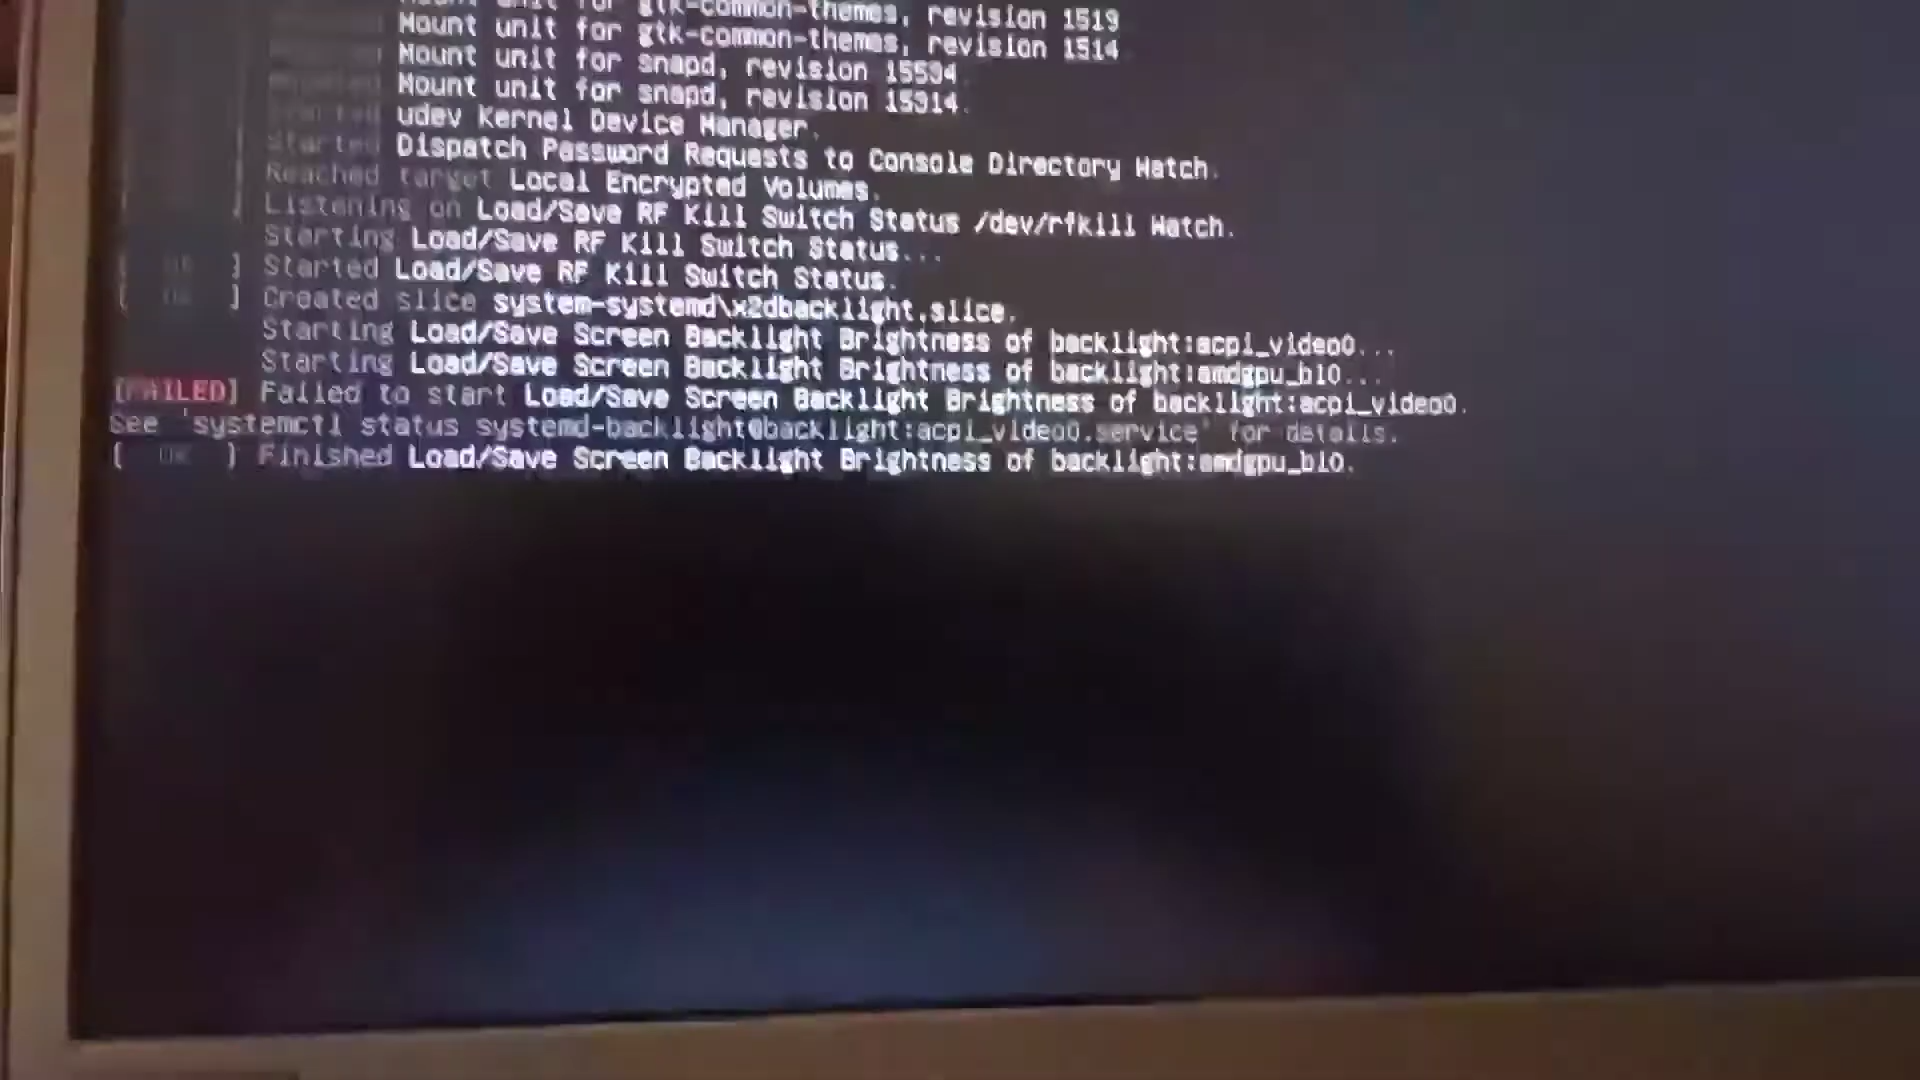 Mount unit for gtk-common-themes, revision 1519
Mount unit for gtk-common-themes, revision 1514
Mount unit for snapd, revision 15534.
Mount unit for snapd, revision 15314.
Started udev Kernel Device Manager.
Started Dispatch Password Requests to Console Directory Watch.
Reached target Local Encrypted Volumes.
] Listening on Load/Save RF Kill Switch Status /dev/rfkill Watch.
Starting Load/Save RF Kill Switch Status...
[ OK ] Started Load/Save RF Kill Switch Status.
[ OK ] Created slice system-systemd\x2dbacklight.slice.
Starting Load/Save Screen Backlight Brightness of backlight:acpi_video0...
Starting Load/Save Screen Backlight Brightness of backlight:amdgpu_bl0...
[FAILED] Failed to start Load/Save Screen Backlight Brightness of backlight:acpi_video0.
See 'systemctl status systemd-backlight@backlight:acpi_video0.service' for details.
[ OK ] Finished Load/Save Screen Backlight Brightness of backlight:amdgpu_bl0.